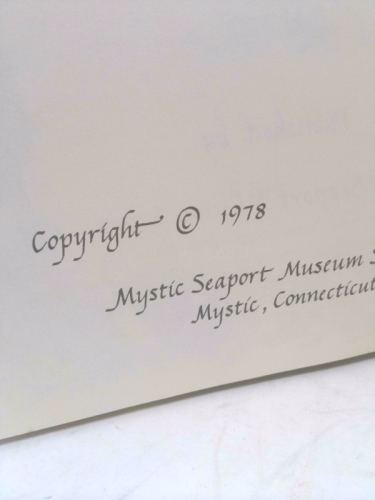 Copyright © 1978
Mystic Seaport Museum S
Mystic, Connecticut